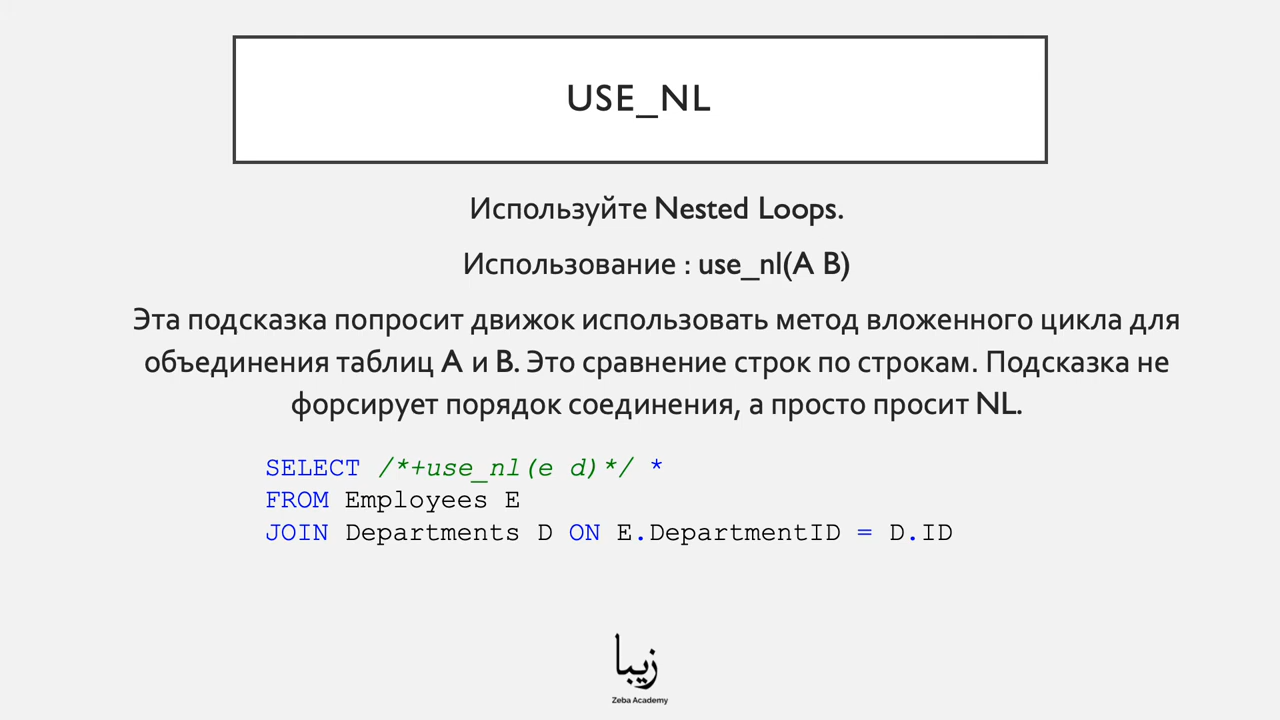 USE_NL
Используйте Nested Loops.
Использование : use_nl(A B)
Эта подсказка попросит движок использовать метод вложенного цикла для
объединения таблиц A и B. Это сравнение строк по строкам. Подсказка не
форсирует порядок соединения, а просто просит NL.
SELECT /*+use_nl(e d)*/ *
FROM Employees E
JOIN Departments D ON E.DepartmentID = D.ID
زيبا
Zeba Academy